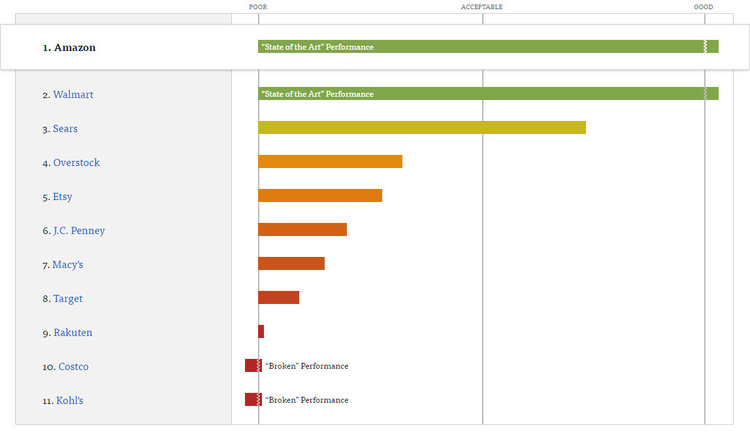 POOR ACCEPTABLE GOOD
1. Amazon "State of the Art" Performance
2. Walmart "State of the Art" Performance
3. Sears
4. Overstock
5. Etsy
6. J.C. Penney
7. Macy's
8. Target
9. Rakuten
10. Costco "Broken" Performance
11. Kohl's "Broken" Performance